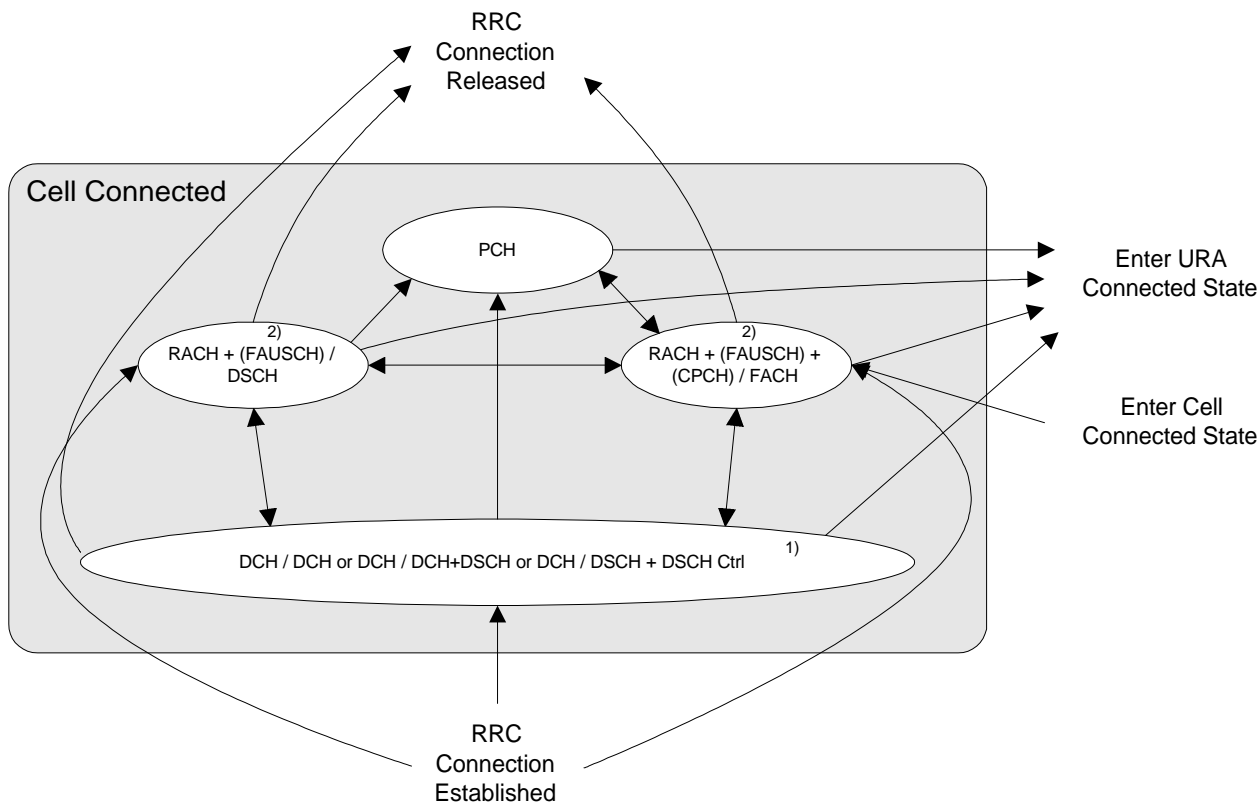 RRC
Connection
Released
Cell Connected
PCH
Enter URA
Connected State
2)
RACH + (FAUSCH) /
DSCH
2)
RACH + (FAUSCH) +
(CPCH) / FACH
Enter Cell
Connected State
1)
DCH / DCH or DCH / DCH+DSCH or DCH / DSCH + DSCH Ctrl
RRC
Connection
Established